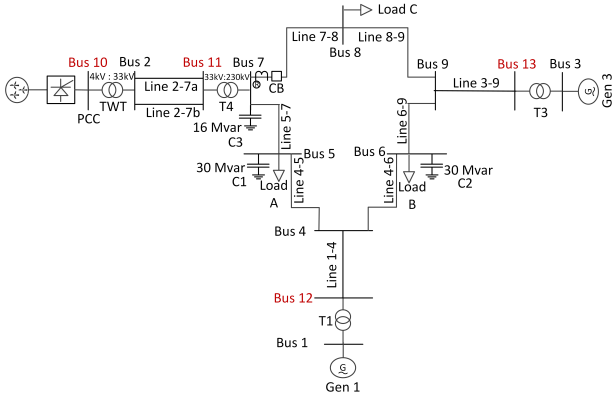 Load C
Line 7-8
Line 8-9
Bus 8
Bus 10
Bus 2
Bus 11
Bus 7
4kV : 33kV
33kV:230kV
R
CB
Bus 9
Bus 13
Bus 3
Line 2-7a
Line 3-9
G
Gen 3
PCC
TWT
Line 2-7b
T4
T3
16 Mvar
C3
Line 5-7
Line 6-9
Bus 5
Bus 6
30 Mvar
C1
Load
A
Line 4-5
Line 4-6
Load
B
30 Mvar
C2
Bus 4
Line 1-4
Bus 12
T1
Bus 1
G
Gen 1